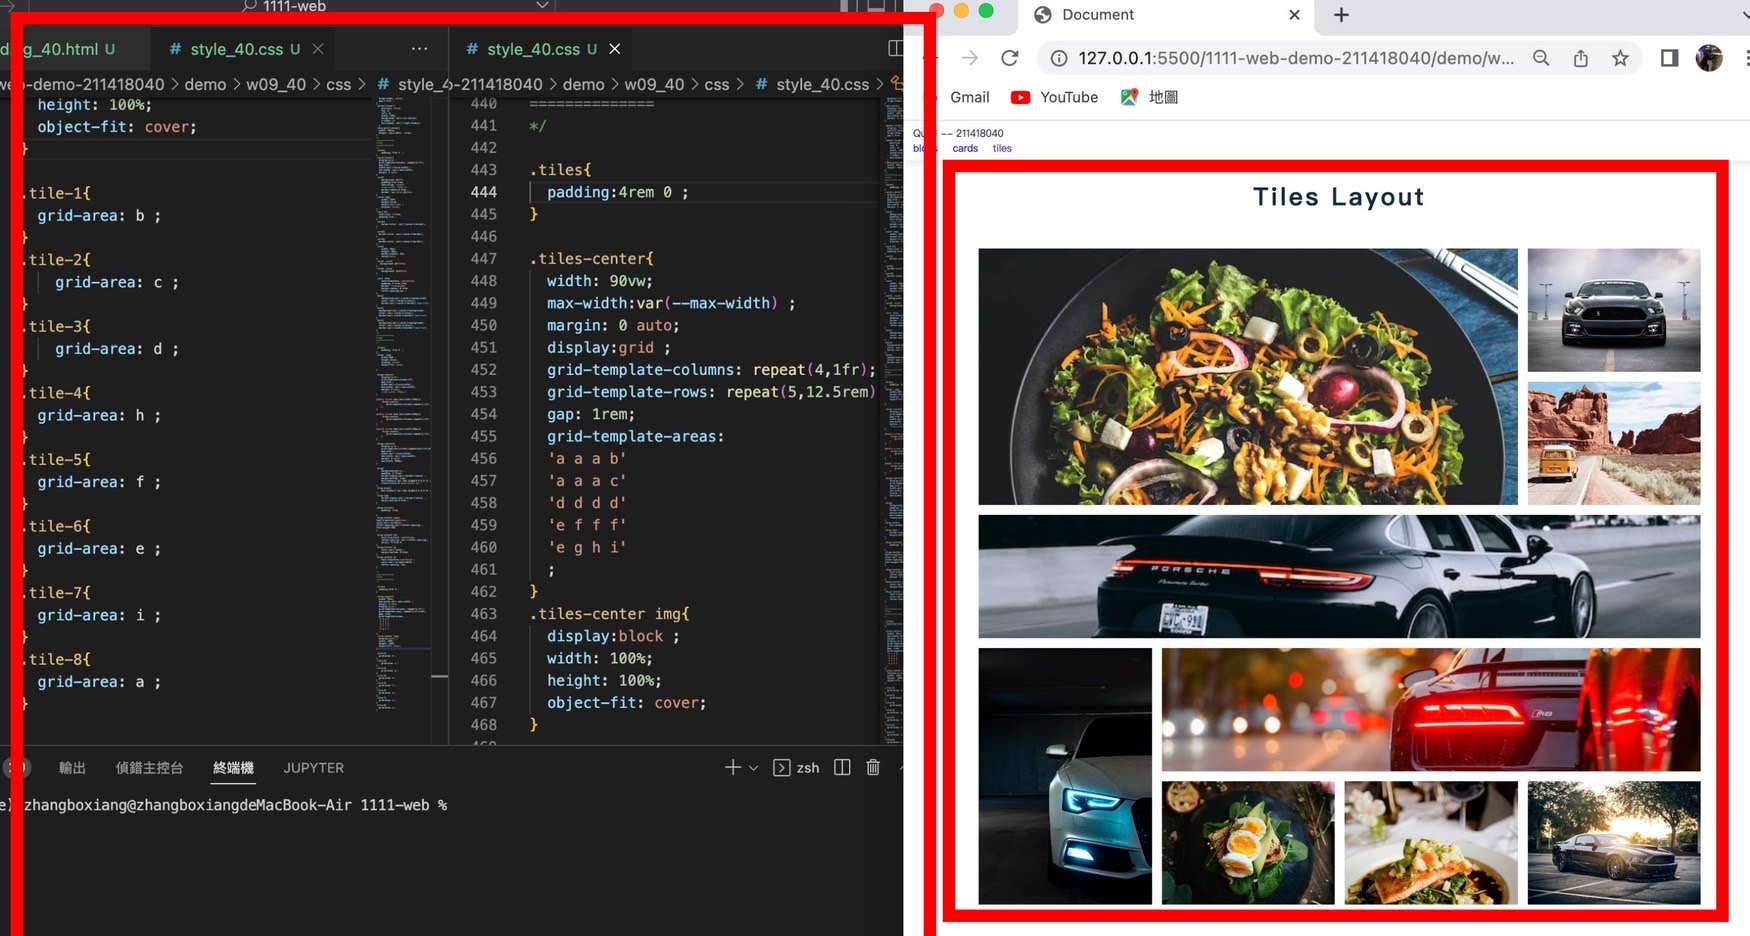 1111-web
g_40.html U
# style_40.css U
# style_40.css U
web-demo-211418040 > demo > w09_40 > css > # style_4
-211418040 > demo > w09_40 > css > # style_40.css >
height: 100%;
object-fit: cover;
}
.tile-1{
grid-area: b ;
}
.tile-2{
grid-area: c ;
}
.tile-3{
grid-area: d ;
}
.tile-4{
grid-area: h ;
}
.tile-5{
grid-area: f ;
}
.tile-6{
grid-area: e ;
}
.tile-7{
grid-area: i ;
}
.tile-8{
grid-area: a ;
}
440 ==============
441 */
442
443 .tiles{
444 padding:4rem 0 ;
445 }
446
447 .tiles-center{
448 width: 90vw;
449 max-width:var(--max-width) ;
450 margin: 0 auto;
451 display:grid ;
452 grid-template-columns: repeat(4,1fr);
453 grid-template-rows: repeat(5,12.5rem)
454 gap: 1rem;
455 grid-template-areas:
456 'a a a b'
457 'a a a c'
458 'd d d d'
459 'e f f f'
460 'e g h i'
461 ;
462 }
463 .tiles-center img{
464 display:block ;
465 width: 100%;
466 height: 100%;
467 object-fit: cover;
468 }
輸出 偵錯主控台 終端機 JUPYTER
zsh
zhangboxiang@zhangboxiangdeMacBook-Air 1111-web %
Document
127.0.0.1:5500/1111-web-demo-211418040/demo/w...
Gmail YouTube 地圖
-- 211418040
cards tiles
Tiles Layout
PORSCHE
R8